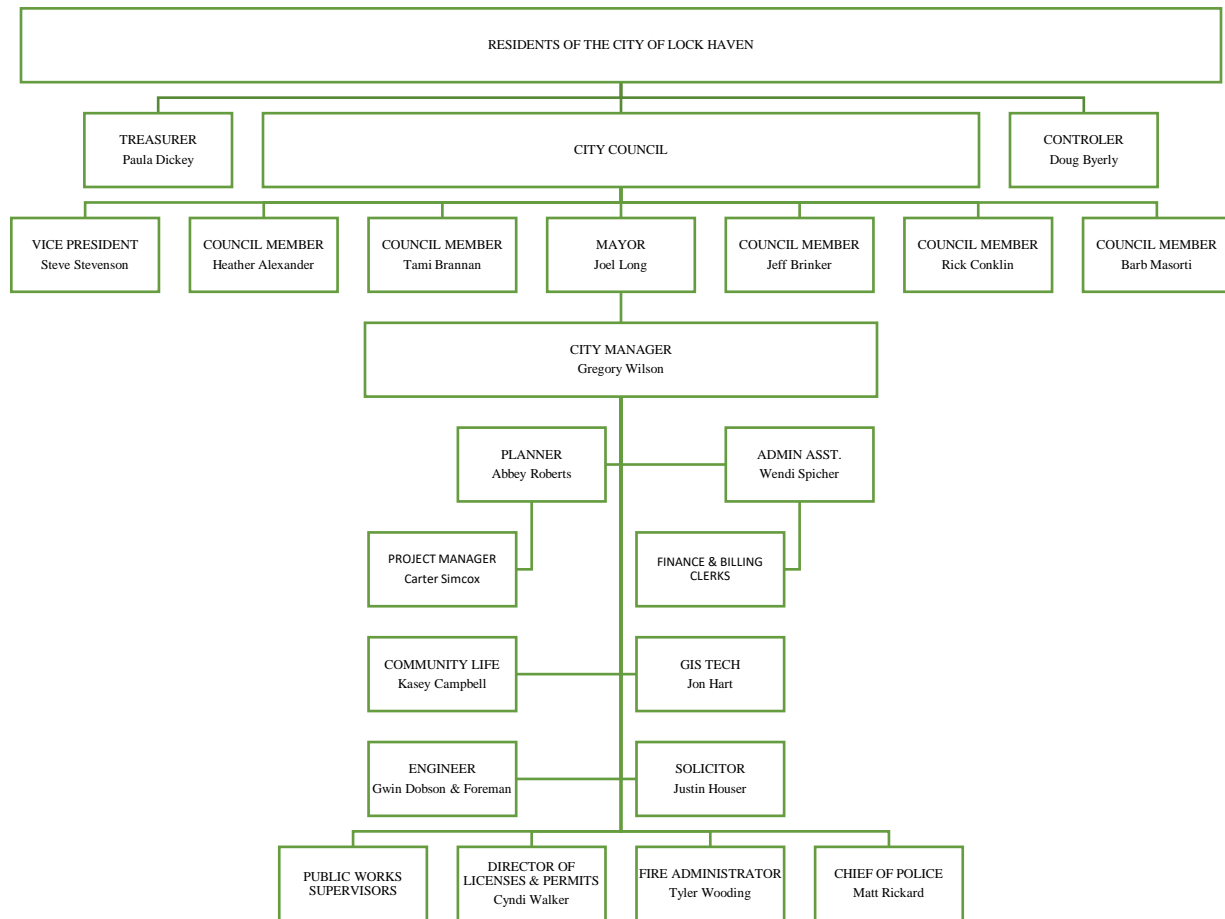 RESIDENTS OF THE CITY OF LOCK HAVEN
TREASURER
Paula Dickey
CITY COUNCIL
CONTROLER
Doug Byerly
VICE PRESIDENT
Steve Stevenson
COUNCIL MEMBER
Heather Alexander
COUNCIL MEMBER
Tami Brannan
MAYOR
Joel Long
COUNCIL MEMBER
Jeff Brinker
COUNCIL MEMBER
Rick Conklin
COUNCIL MEMBER
Barb Masorti
CITY MANAGER
Gregory Wilson
PLANNER
Abbey Roberts
ADMIN ASST.
Wendi Spicher
PROJECT MANAGER
Carter Simcox
FINANCE & BILLING
CLERKS
COMMUNITY LIFE
Kasey Campbell
GIS TECH
Jon Hart
ENGINEER
Gwin Dobson & Foreman
SOLICITOR
Justin Houser
PUBLIC WORKS
SUPERVISORS
DIRECTOR OF
LICENSES & PERMITS
Cyndi Walker
FIRE ADMINISTRATOR
Tyler Wooding
CHIEF OF POLICE
Matt Rickard